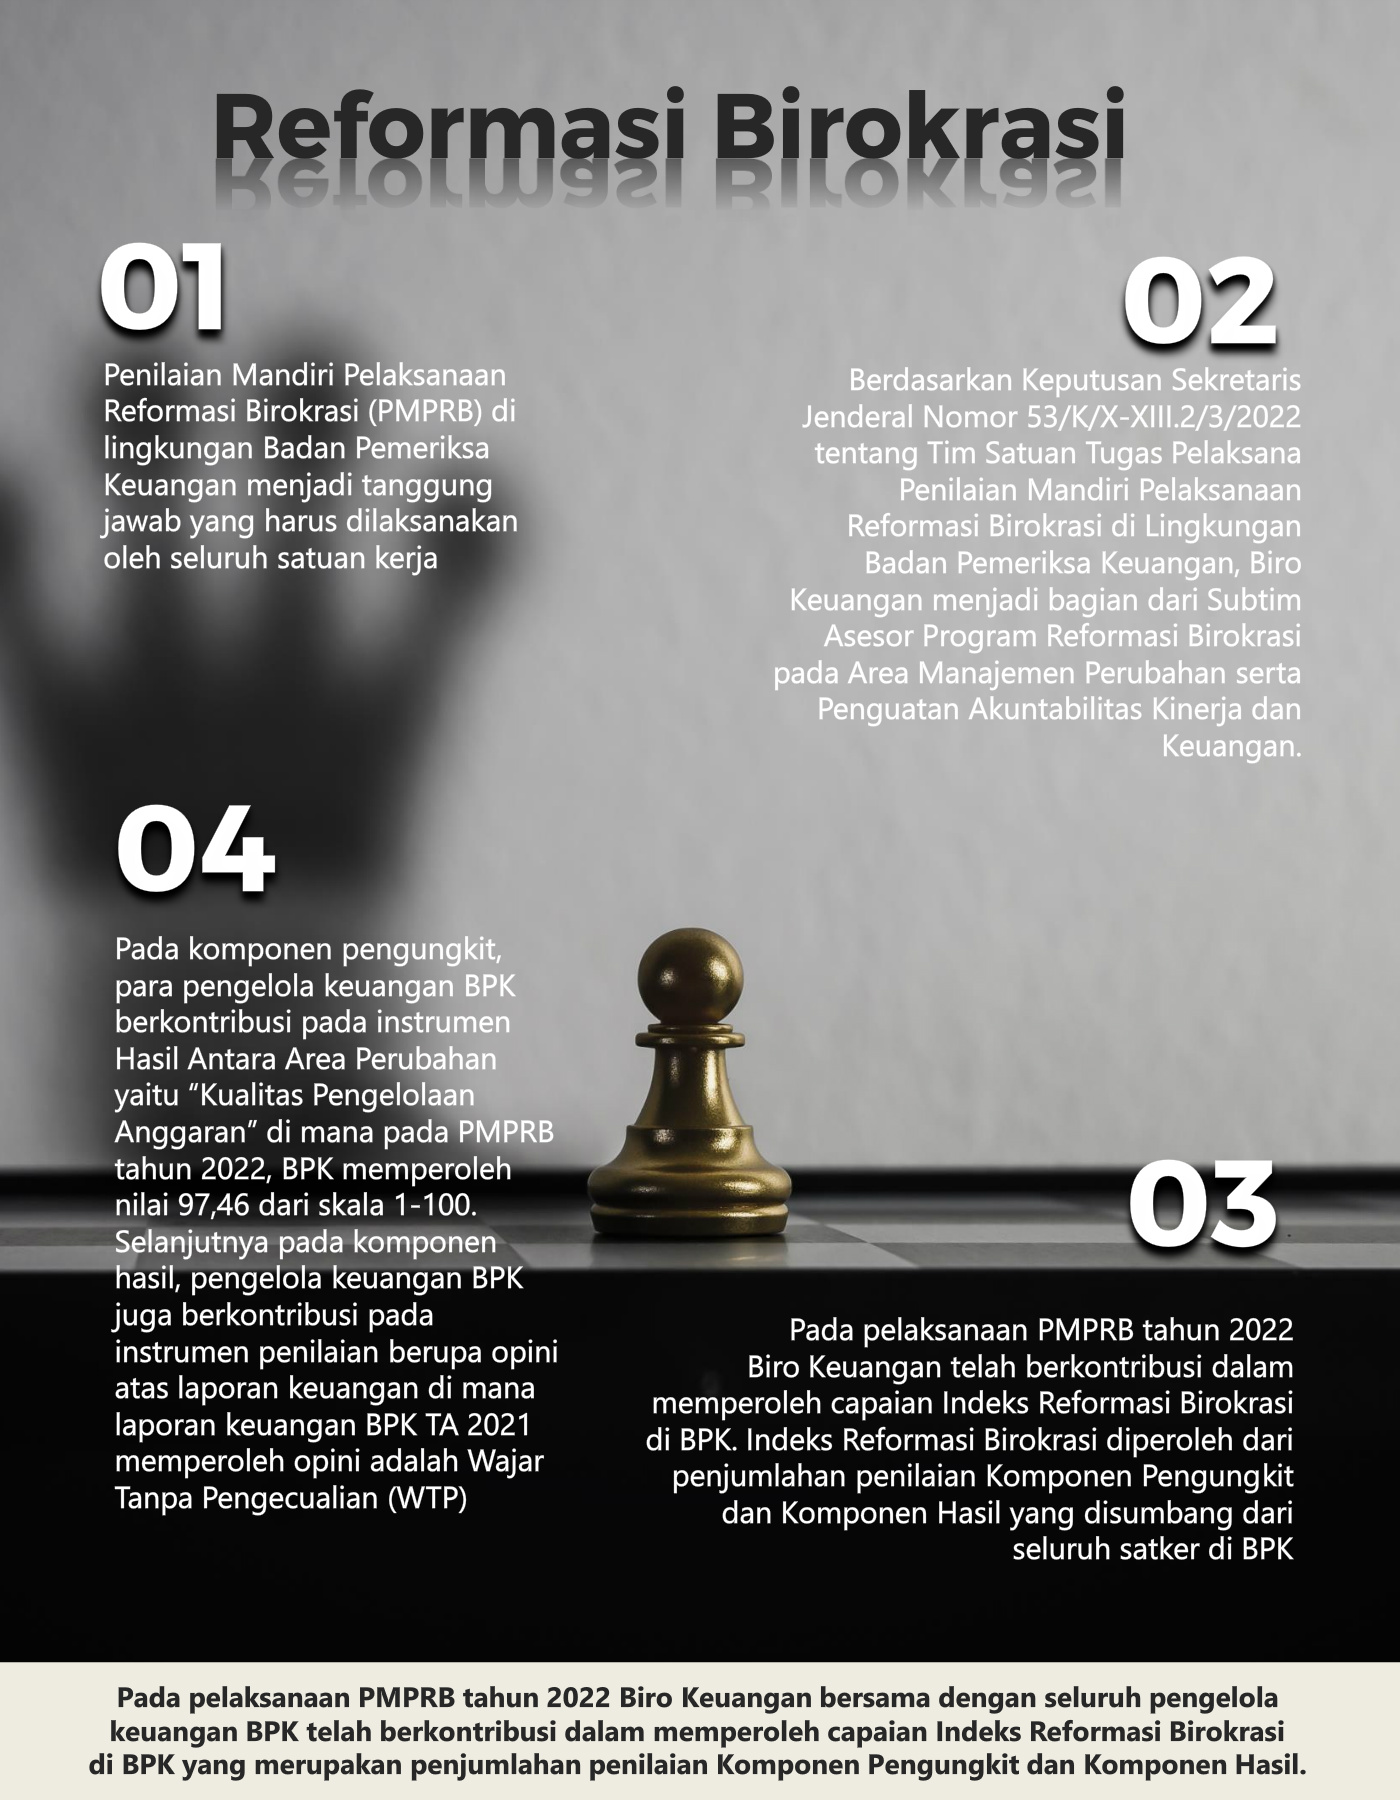 Reformasi Birokrasi
01
Penilaian Mandiri Pelaksanaan
Reformasi Birokrasi (PMPRB) di
lingkungan Badan Pemeriksa
Keuangan menjadi tanggung
jawab yang harus dilaksanakan
oleh seluruh satuan kerja
02
Berdasarkan Keputusan Sekretaris
Jenderal Nomor 53/K/X-XIII.2/3/2022
tentang Tim Satuan Tugas Pelaksana
Penilaian Mandiri Pelaksanaan
Reformasi Birokrasi di Lingkungan
Badan Pemeriksa Keuangan, Biro
Keuangan menjadi bagian dari Subtim
Asesor Program Reformasi Birokrasi
pada Area Manajemen Perubahan serta
Penguatan Akuntabilitas Kinerja dan
Keuangan.
03
Pada pelaksanaan PMPRB tahun 2022
Biro Keuangan telah berkontribusi dalam
memperoleh capaian Indeks Reformasi Birokrasi
di BPK. Indeks Reformasi Birokrasi diperoleh dari
penjumlahan penilaian Komponen Pengungkit
dan Komponen Hasil yang disumbang dari
seluruh satker di BPK
04
Pada komponen pengungkit,
para pengelola keuangan BPK
berkontribusi pada instrumen
Hasil Antara Area Perubahan
yaitu “Kualitas Pengelolaan
Anggaran” di mana pada PMPRB
tahun 2022, BPK memperoleh
nilai 97,46 dari skala 1-100.
Selanjutnya pada komponen
hasil, pengelola keuangan BPK
juga berkontribusi pada
instrumen penilaian berupa opini
atas laporan keuangan di mana
laporan keuangan BPK TA 2021
memperoleh opini adalah Wajar
Tanpa Pengecualian (WTP)
Pada pelaksanaan PMPRB tahun 2022 Biro Keuangan bersama dengan seluruh pengelola
keuangan BPK telah berkontribusi dalam memperoleh capaian Indeks Reformasi Birokrasi
di BPK yang merupakan penjumlahan penilaian Komponen Pengungkit dan Komponen Hasil.